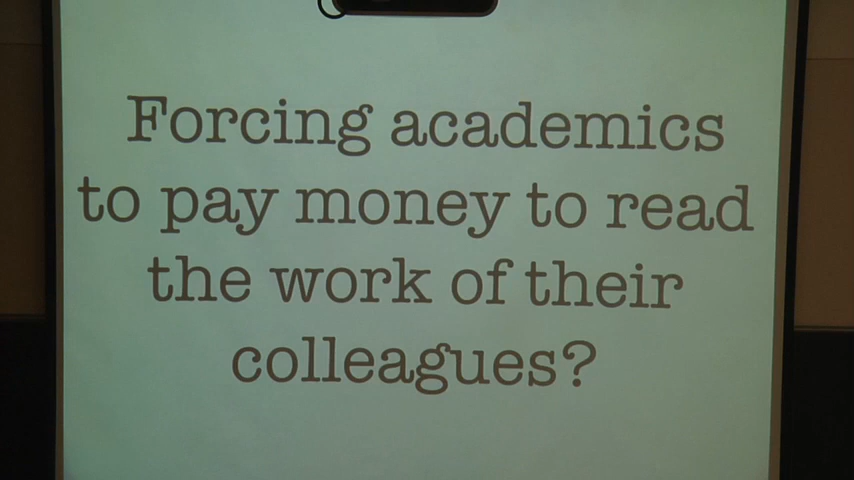 Forcing academics
to pay money to read
the work of their
colleagues?